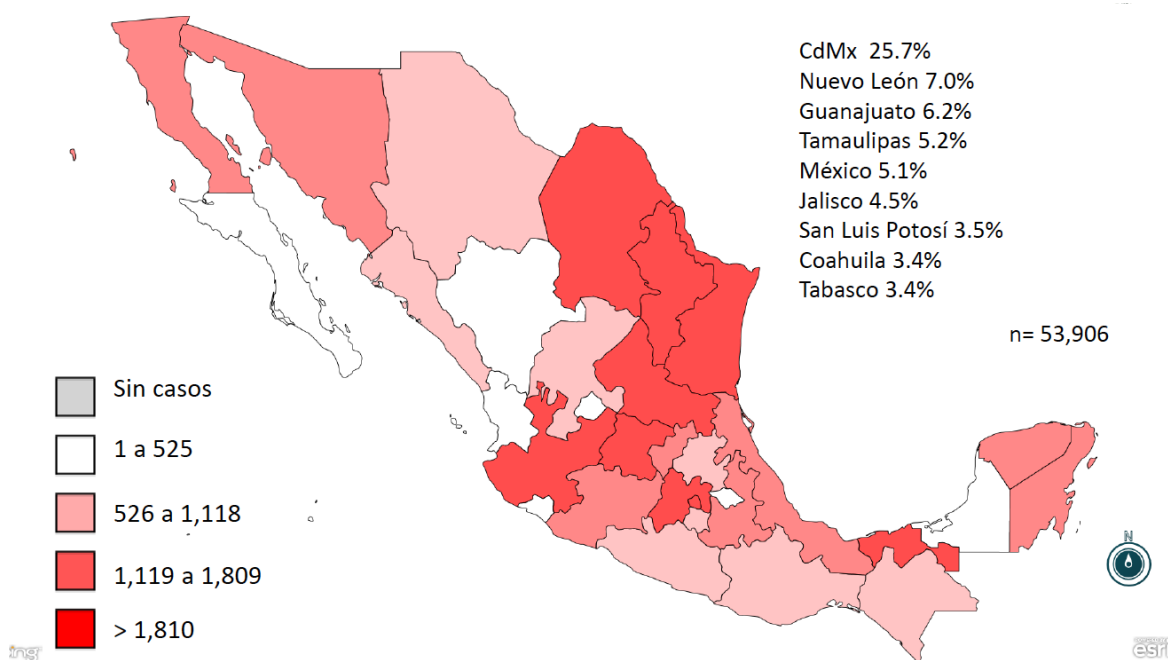 CdMx 25.7%
Nuevo León 7.0%
Guanajuato 6.2%
Tamaulipas 5.2%
México 5.1%
Jalisco 4.5%
San Luis Potosí 3.5%
Coahuila 3.4%
Tabasco 3.4%
n= 53,906
Sin casos
1 a 525
526 a 1,118
1,119 a 1,809
> 1,810
N
esri